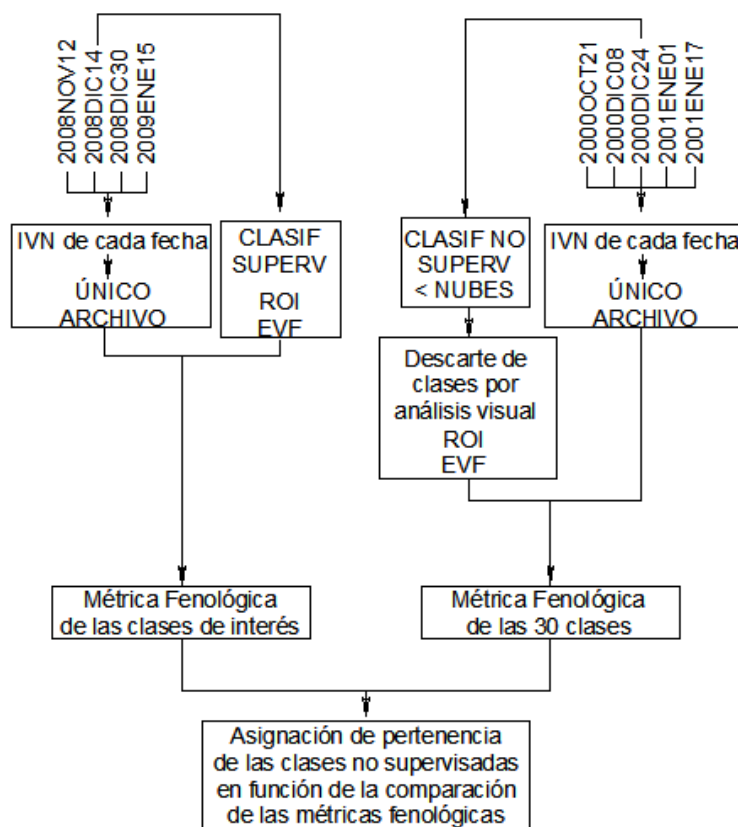 2008NOV12
2008DIC14
2008DIC30
2009ENE15
2000OCT21
2000DIC08
2000DIC24
2001ENE01
2001ENE17
IVN de cada fecha
ÚNICO
ARCHIVO
CLASIF
SUPERV
ROI
EVF
CLASIF NO
SUPERV
< NUBES
IVN de cada fecha
ÚNICO
ARCHIVO
Descarte de
clases por
análisis visual
ROI
EVF
Métrica Fenológica
de las clases de interés
Métrica Fenológica
de las 30 clases
Asignación de pertenencia
de las clases no supervisadas
en función de la comparación
de las métricas fenológicas